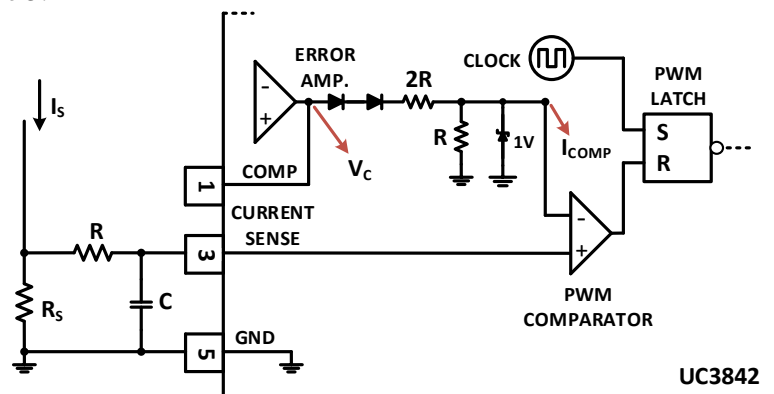 ERROR
AMP.
2R
CLOCK
PWM
LATCH
I_S
-
+
R
1V
I_COMP
S
R
V_C
1
COMP
CURRENT
SENSE
R
3
-
+
R_S
C
PWM
COMPARATOR
5
GND
UC3842